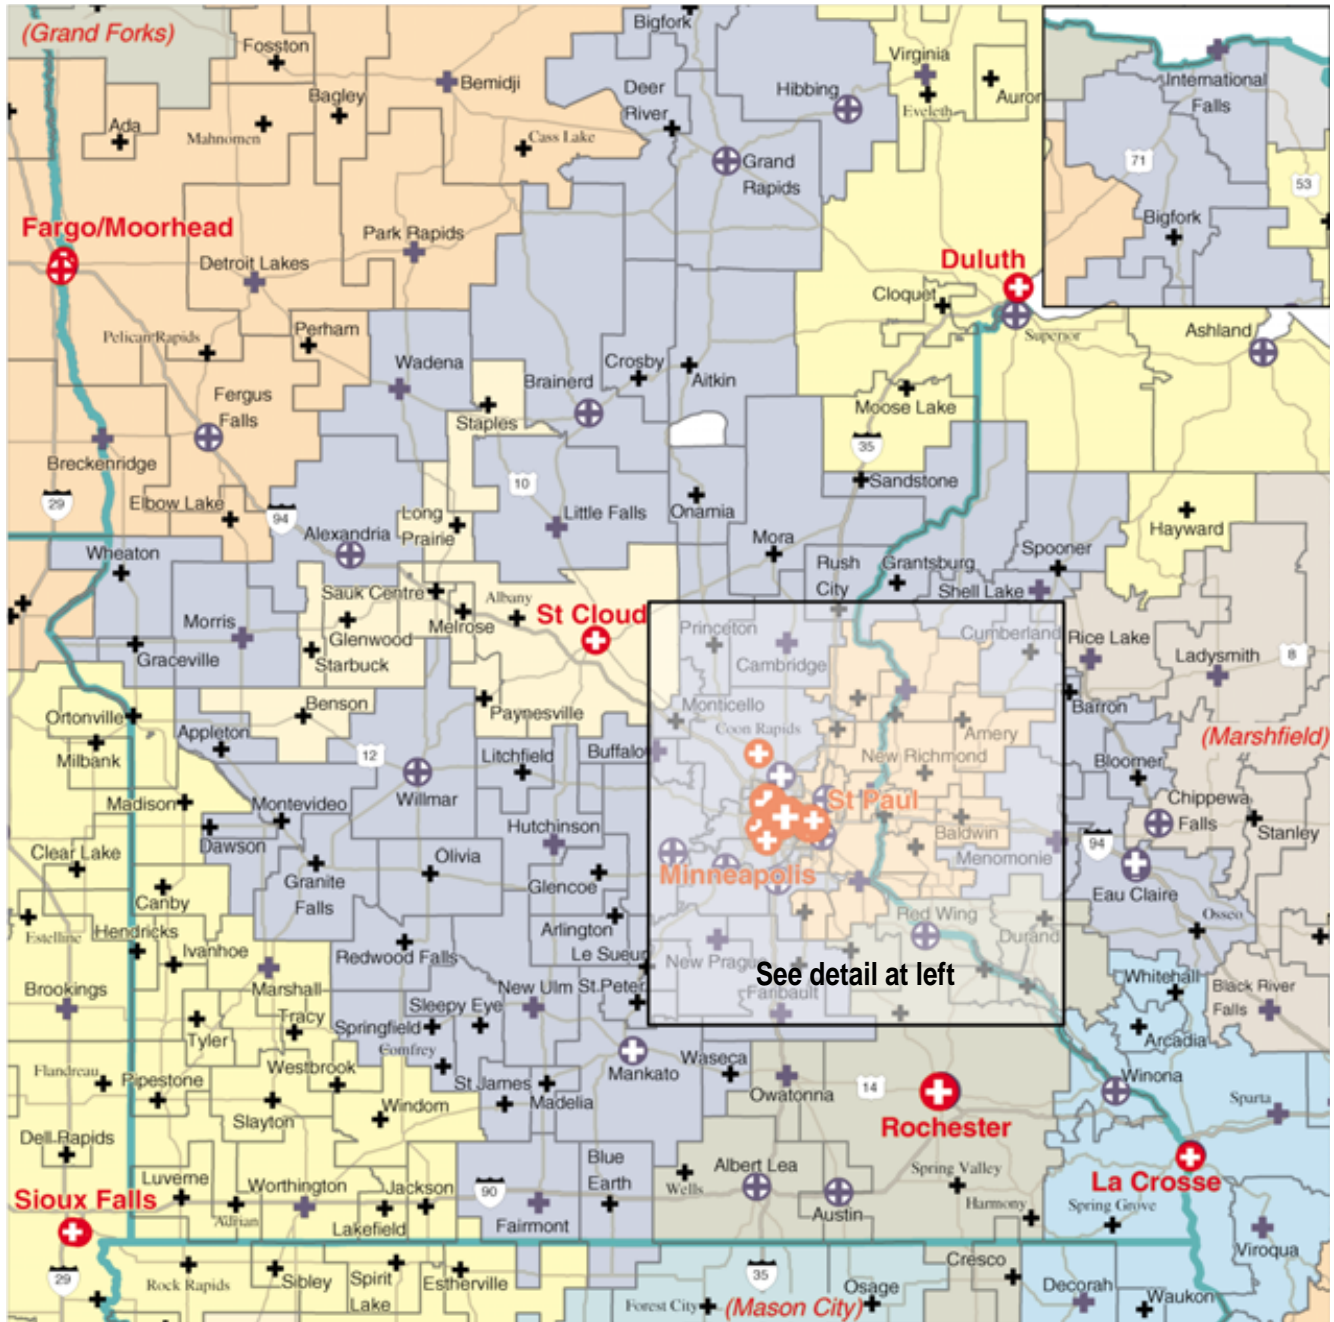 (Grand Forks)
Fosston
Bigfork
Virginia
International
Falls
Bemidji
Deer
River
Hibbing
Eveleth
Auror
Bagley
Ada
Mahnomen
Cass Lake
71
53
Grand
Rapids
Bigfork
Fargo/Moorhead
Park Rapids
Detroit Lakes
Duluth
Cloquet
Superior
Ashland
Pelican Rapids
Perham
Wadena
Crosby
Brainerd
Aitkin
Fergus
Falls
Staples
Moose Lake
35
Breckenridge
29
Elbow Lake
94
10
Sandstone
Long
Prairie
Little Falls
Onamia
Hayward
Alexandria
Wheaton
Mora
Rush
City
Grantsburg
Spooner
Shell Lake
Sauk Centre
Albany
St Cloud
Melrose
Morris
Glenwood
Starbuck
Graceville
Princeton
Cambridge
Cumberland
Rice Lake
Ladysmith
8
Benson
Paynesville
Monticello
Barron
Ortonville
Appleton
Coon Rapids
Amery
(Marshfield)
Milbank
12
Litchfield
Buffalo
New Richmond
Bloomer
Willmar
Madison
Montevideo
St Paul
Chippewa
Falls
Stanley
Dawson
Hutchinson
Baldwin
94
Clear Lake
Olivia
Menomonie
Granite
Falls
Glencoe
Minneapolis
Eau Claire
Canby
Osseo
Estelline
Hendricks
Arlington
Red Wing
Durand
Ivanhoe
Redwood Falls
Le Sueur
New Prague
See detail at left
Whitehall
Brookings
Marshall
Sleepy Eye
New Ulm
St Peter
Faribault
Black River
Falls
Tracy
Springfield
Tyler
Comfrey
Arcadia
Westbrook
Waseca
Flandreau
Pipestone
St James
Mankato
14
Winona
Owatonna
Madelia
Windom
Slayton
Sparta
Rochester
Dell Rapids
Blue
Earth
Albert Lea
Spring Valley
La Crosse
Luverne
Worthington
Jackson
90
Wells
Harmony
Spring Grove
Sioux Falls
Adrian
Lakefield
Fairmont
Austin
Viroqua
29
Rock Rapids
Sibley
Spirit
Lake
Estherville
35
Cresco
Osage
Decorah
Waukon
Forest City
(Mason City)